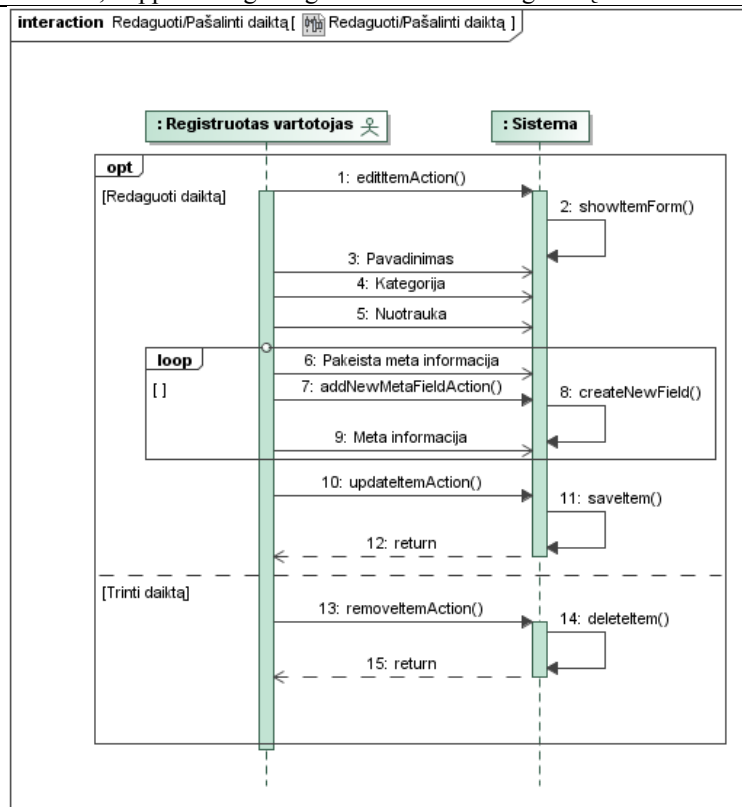 interaction Redaguoti/Pašalinti daiktą[ Redaguoti/Pašalinti daiktą ]
: Registruotas vartotojas
: Sistema
opt
[Redaguoti daiktą]
1: editItemAction()
2: showItemForm()
3: Pavadinimas
4: Kategorija
5: Nuotrauka
loop
[ ]
6: Pakeista meta informacija
7: addNewMetaFieldAction()
8: createNewField()
9: Meta informacija
10: updateItemAction()
11: saveItem()
12: return
[Trinti daiktą]
13: removeItemAction()
14: deleteItem()
15: return